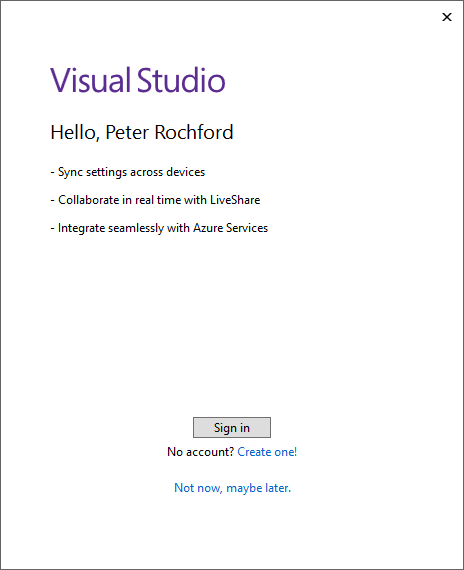 Visual Studio
Hello, Peter Rochford
- Sync settings across devices
- Collaborate in real time with LiveShare
- Integrate seamlessly with Azure Services
Sign in
No account? Create one!
Not now, maybe later.